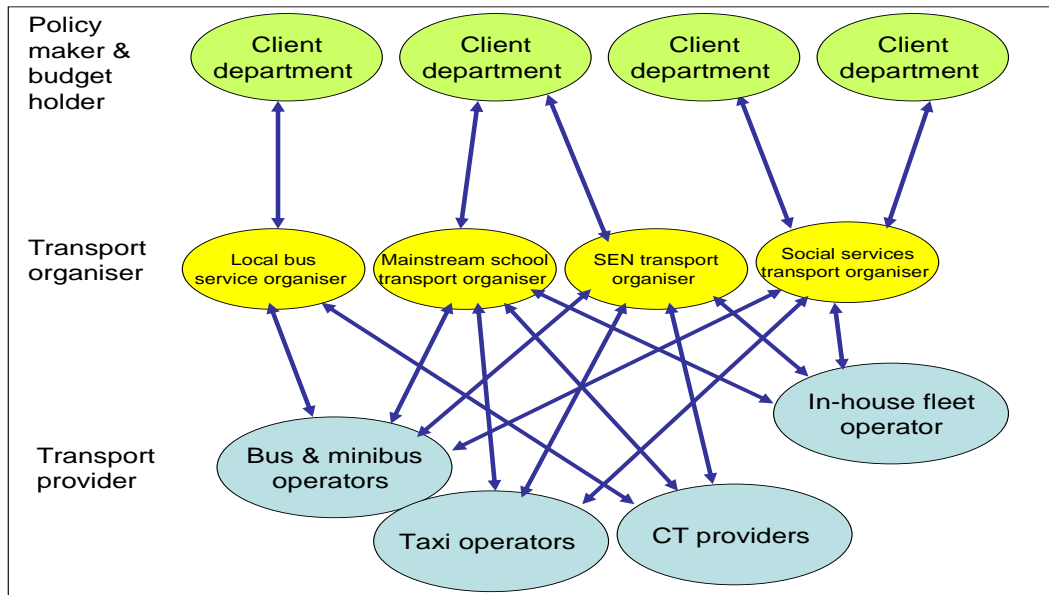 Policy
maker &
budget
holder
Client
department
Client
department
Client
department
Client
department
Transport
organiser
Local bus
service organiser
Mainstream school
transport organiser
SEN transport
organiser
Social services
transport organiser
Transport
provider
Bus & minibus
operators
Taxi operators
CT providers
In-house fleet
operator